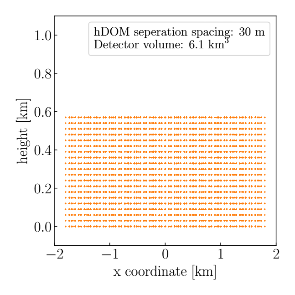 hDOM seperation spacing: 30 m
Detector volume: 6.1 km³
1.0
0.8
0.6
0.4
0.2
0.0
height [km]
−2 −1 0 1 2
x coordinate [km]